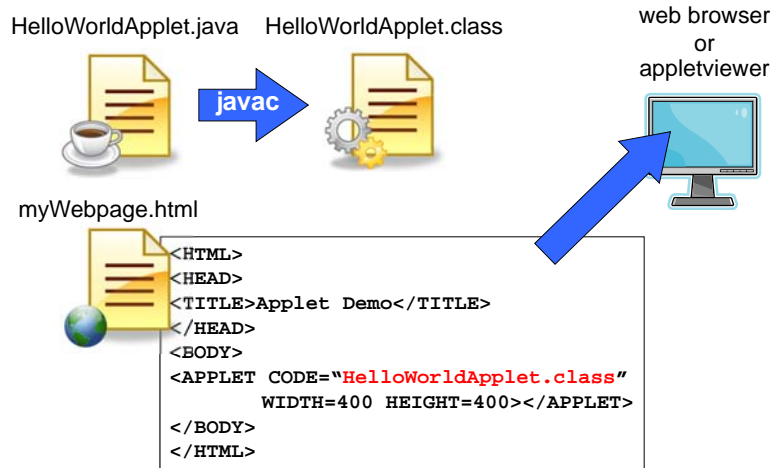 HelloWorldApplet.java
HelloWorldApplet.class
web browser
or
appletviewer
javac
myWebpage.html
<HTML>
<HEAD>
<TITLE>Applet Demo</TITLE>
</HEAD>
<BODY>
<APPLET CODE=“HelloWorldApplet.class”
WIDTH=400 HEIGHT=400></APPLET>
</BODY>
</HTML>